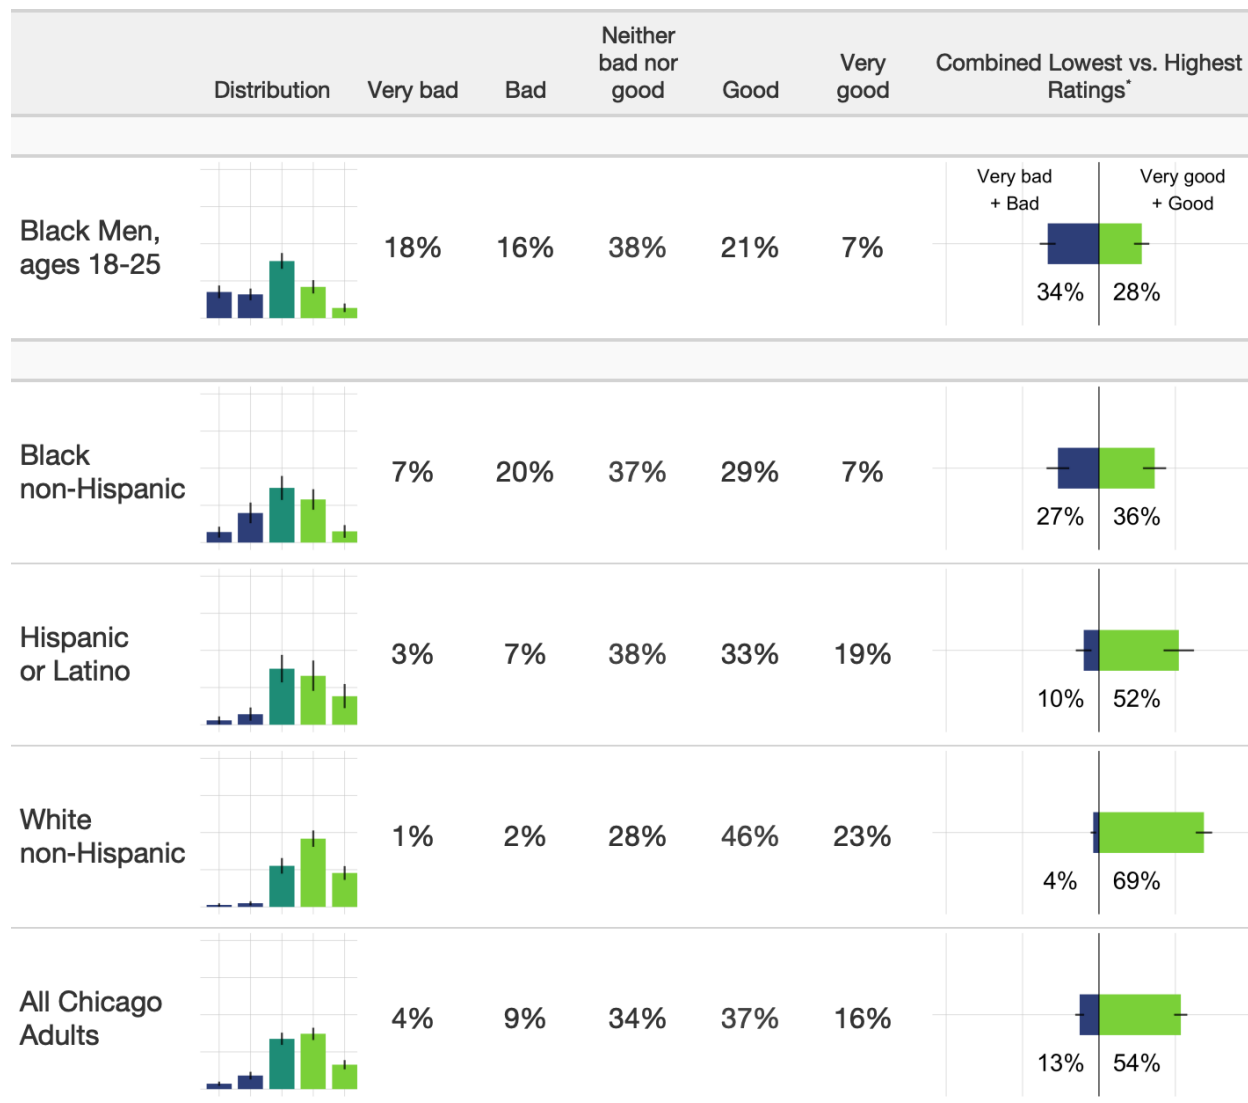 Distribution
Very bad
Bad
Neither
bad nor
good
Good
Very
good
Combined Lowest vs. Highest
Ratings*
Black Men,
ages 18-25
18%
16%
38%
21%
7%
Very bad
+ Bad
Very good
+ Good
34%
28%
Black
non-Hispanic
7%
20%
37%
29%
7%
27%
36%
Hispanic
or Latino
3%
7%
38%
33%
19%
10%
52%
White
non-Hispanic
1%
2%
28%
46%
23%
4%
69%
All Chicago
Adults
4%
9%
34%
37%
16%
13%
54%